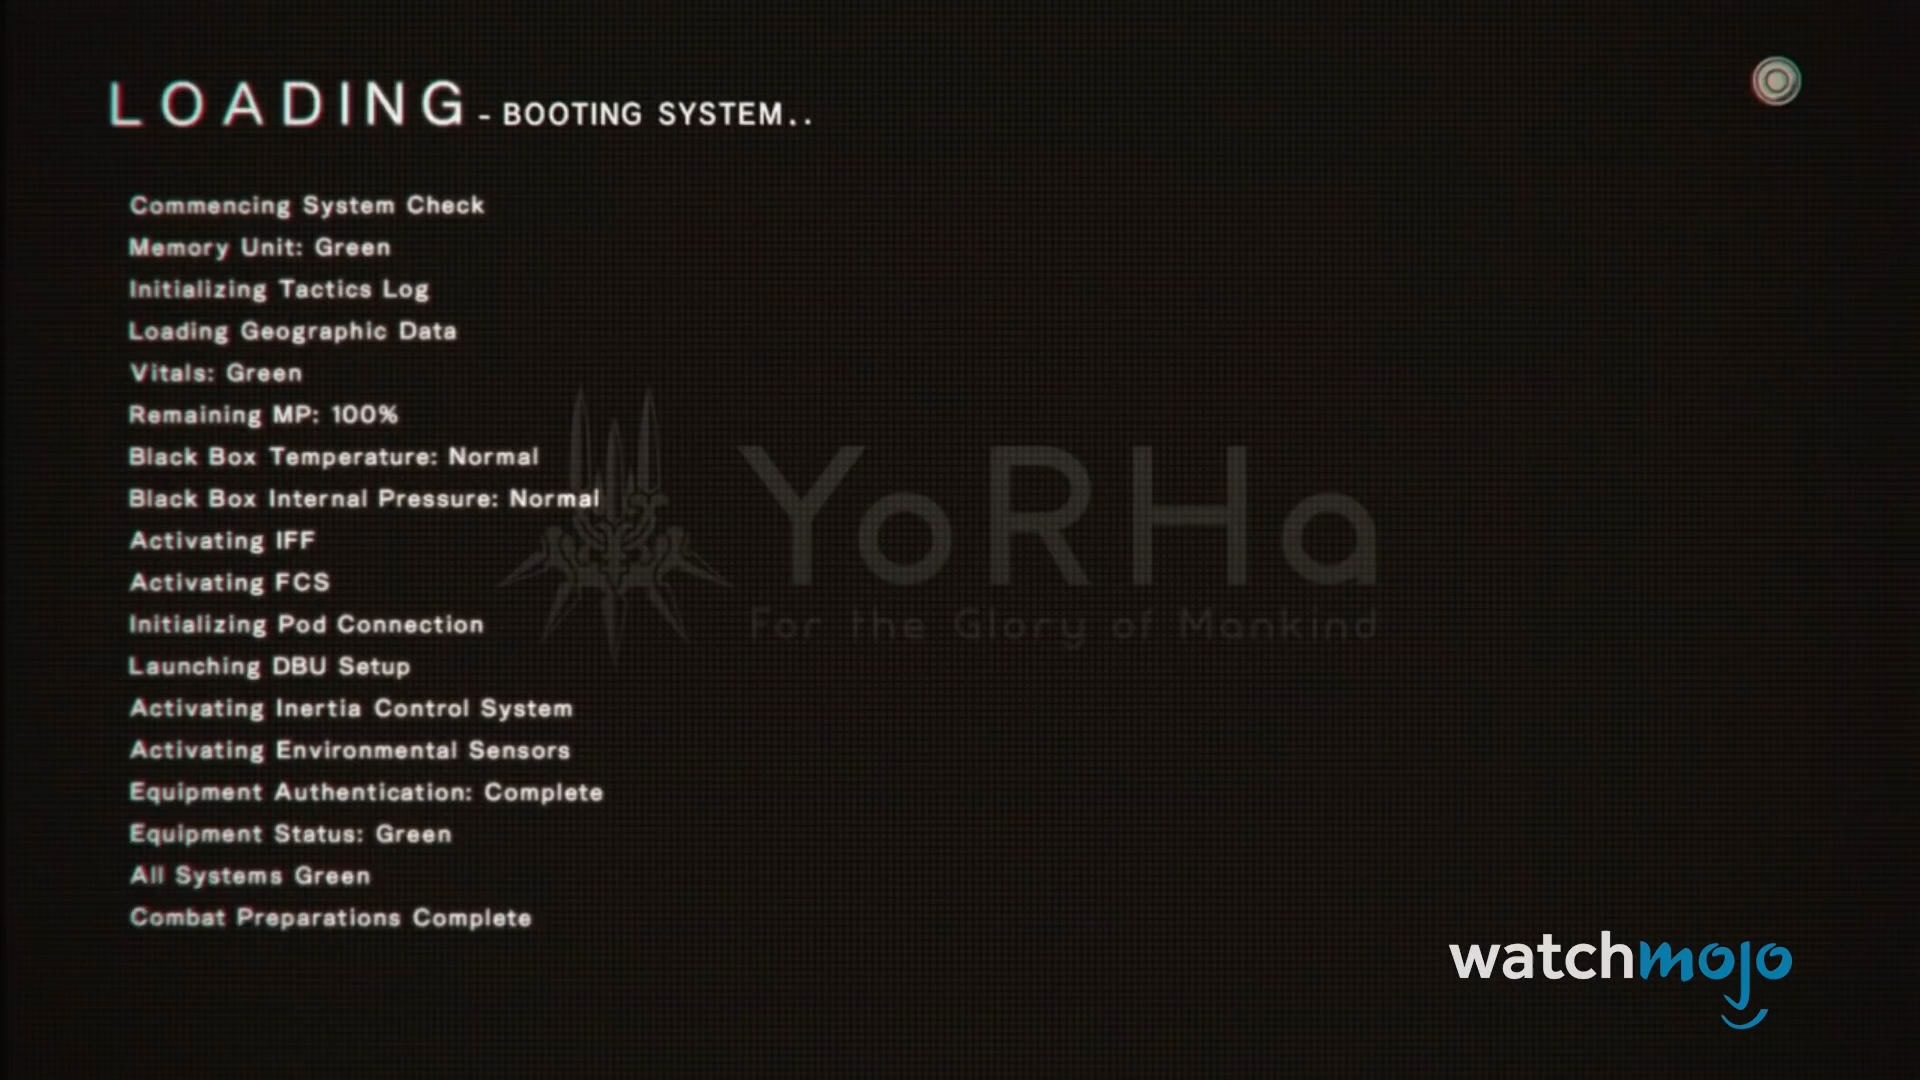 LOADING - BOOTING SYSTEM..
Commencing System Check
Memory Unit: Green
Initializing Tactics Log
Loading Geographic Data
Vitals: Green
Remaining MP: 100%
Black Box Temperature: Normal
Black Box Internal Pressure: Normal
Activating IFF
Activating FCS
Initializing Pod Connection
Launching DBU Setup
Activating Inertia Control System
Activating Environmental Sensors
Equipment Authentication: Complete
Equipment Status: Green
All Systems Green
Combat Preparations Complete
YoRHa
For the Glory of Mankind
watchmojo